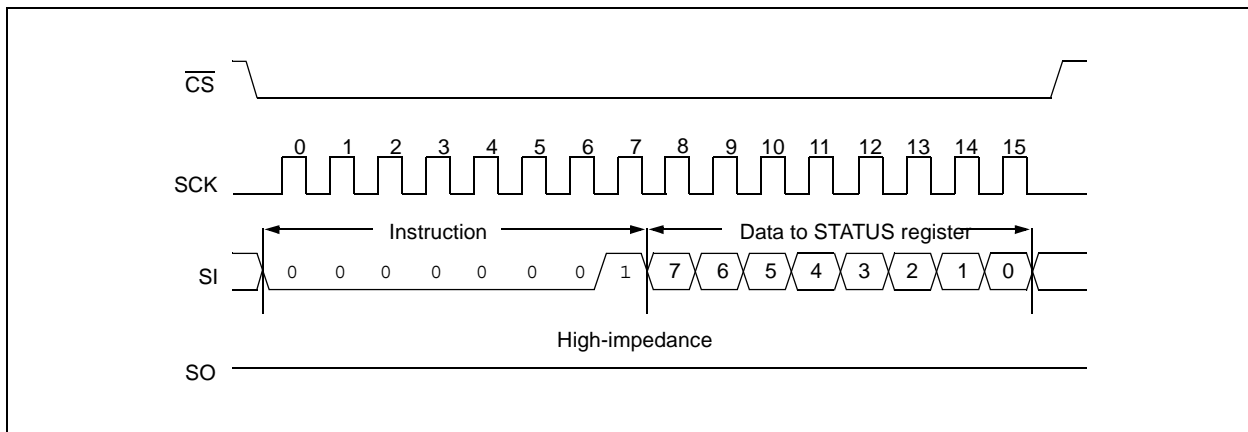 CS
0 1 2 3 4 5 6 7 8 9 10 11 12 13 14 15
SCK
Instruction Data to STATUS register
SI 0 0 0 0 0 0 0 1 7 6 5 4 3 2 1 0
High-impedance
SO